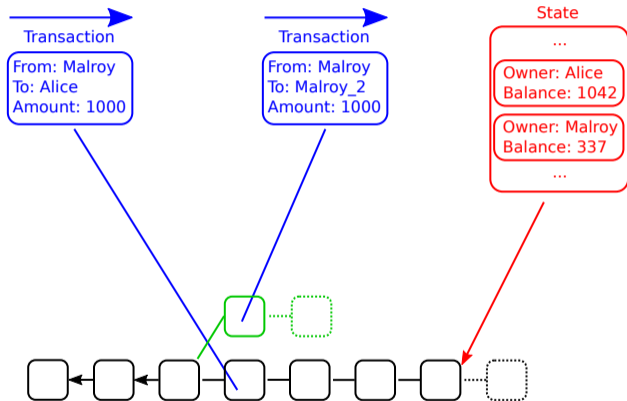 Transaction
From: Malroy
To: Alice
Amount: 1000
Transaction
From: Malroy
To: Malroy_2
Amount: 1000
State
...
Owner: Alice
Balance: 1042
Owner: Malroy
Balance: 337
...